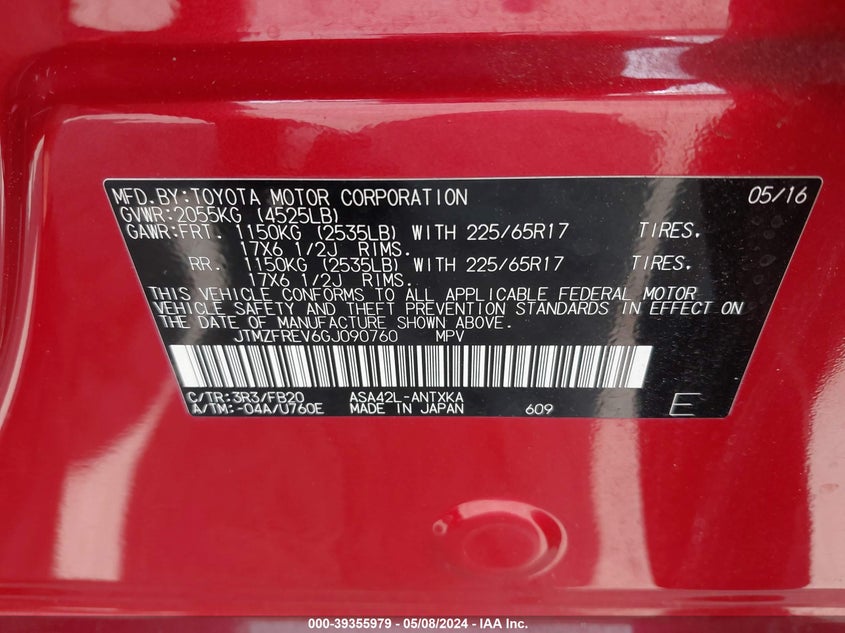 MFD.BY:TOYOTA MOTOR CORPORATION 05/16
GVWR:2055KG (4525LB)
GAWR:FRT. 1150KG (2535LB) WITH 225/65R17 TIRES.
17X6 1/2J RIMS.
RR. 1150KG (2535LB) WITH 225/65R17 TIRES.
17X6 1/2J RIMS.
THIS VEHICLE CONFORMS TO ALL APPLICABLE FEDERAL MOTOR
VEHICLE SAFETY AND THEFT PREVENTION STANDARDS IN EFFECT ON
THE DATE OF MANUFACTURE SHOWN ABOVE.
JTMZFREV6GJ090760 MPV
C/TR:3R3/FB20 ASA42L-ANTXKA
A/TM:-04A/U760E MADE IN JAPAN 609 E
000-39355979 - 05/08/2024 - IAA Inc.